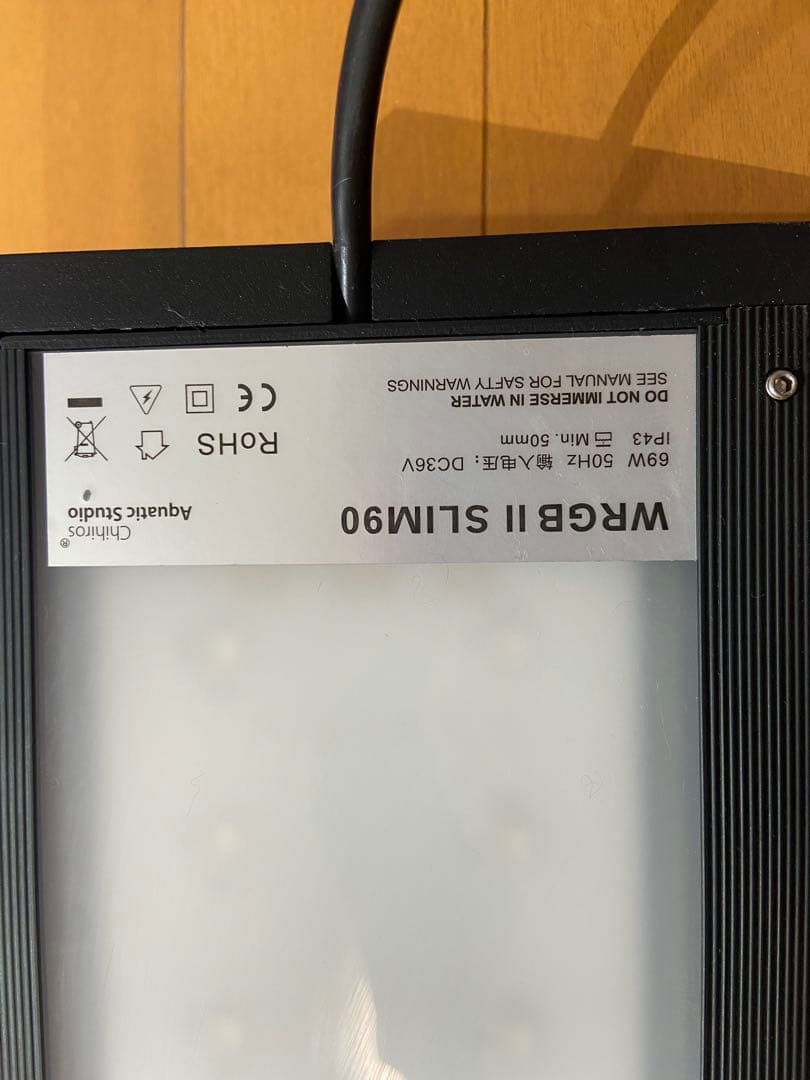 WRGB II SLIM90
69W 50Hz 输入电压: DC36V
IP43 Min. 50mm
DO NOT IMMERSE IN WATER
SEE MANUAL FOR SAFTY WARNINGS
Chihiros®
Aquatic Studio
RoHS
CE